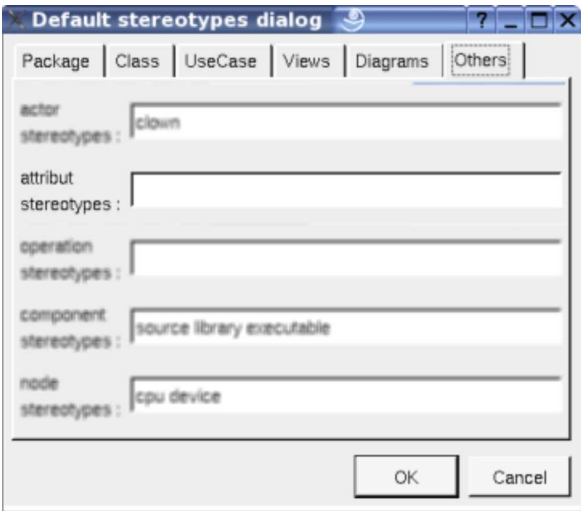 Default stereotypes dialog
Package Class UseCase Views Diagrams Others
actor
stereotypes : clown
attribut
stereotypes :
operation
stereotypes :
component
stereotypes : source library executable
node
stereotypes : cpu device
OK Cancel